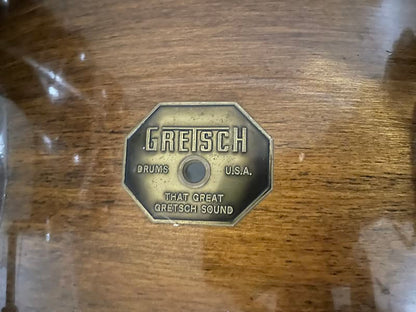 GRETSCH
DRUMS U.S.A.
THAT GREAT
GRETSCH SOUND